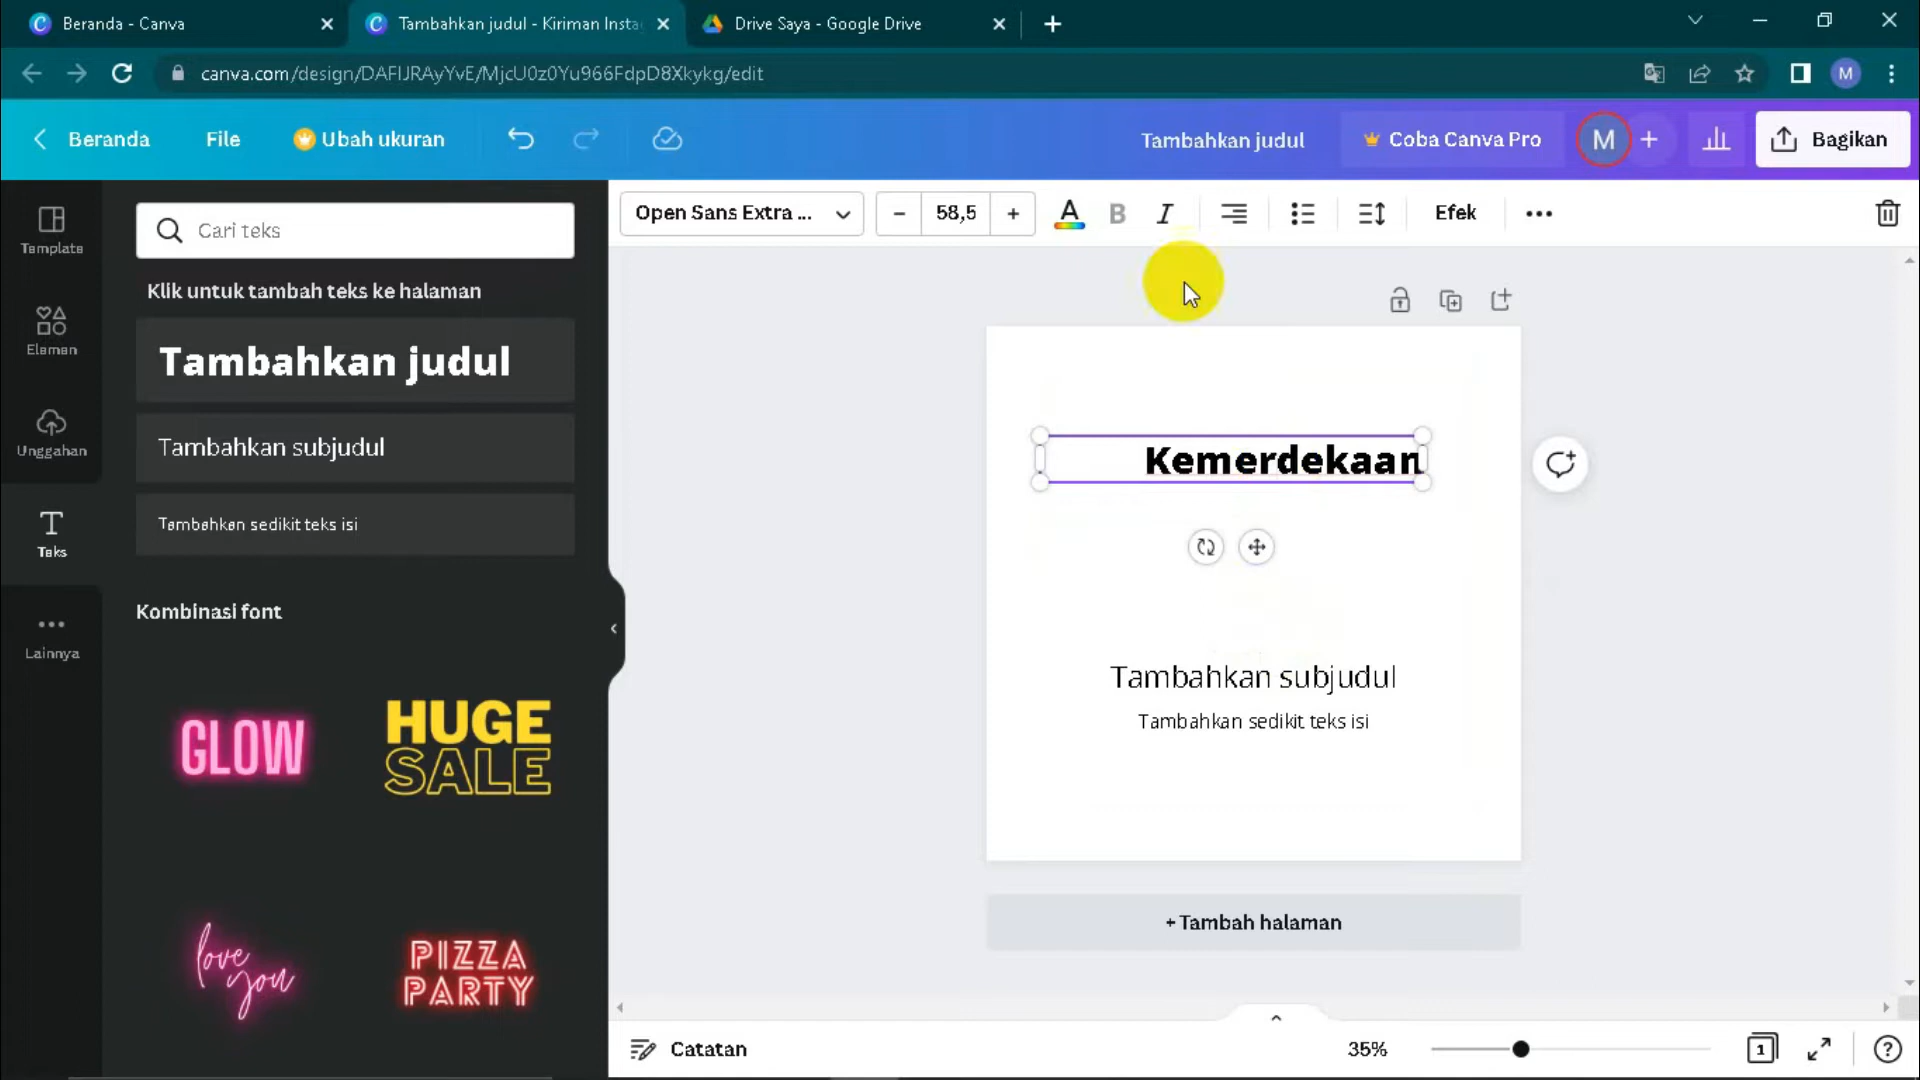 Beranda - Canva
Tambahkan judul - Kiriman Insta
Drive Saya - Google Drive
canva.com/design/DAFIJRAyYvE/MjcU0z0Yu966FdpD8Xkykg/edit
M
Beranda
File
Ubah ukuran
Tambahkan judul
Coba Canva Pro
M
Bagikan
Template
Elemen
Unggahan
Teks
Lainnya
Cari teks
Klik untuk tambah teks ke halaman
Tambahkan judul
Tambahkan subjudul
Tambahkan sedikit teks isi
Kombinasi font
GLOW
HUGE
SALE
love
you
PIZZA
PARTY
Open Sans Extra ...
58,5
A
B
I
Efek
Kemerdekaan
Tambahkan subjudul
Tambahkan sedikit teks isi
+ Tambah halaman
Catatan
35%
1